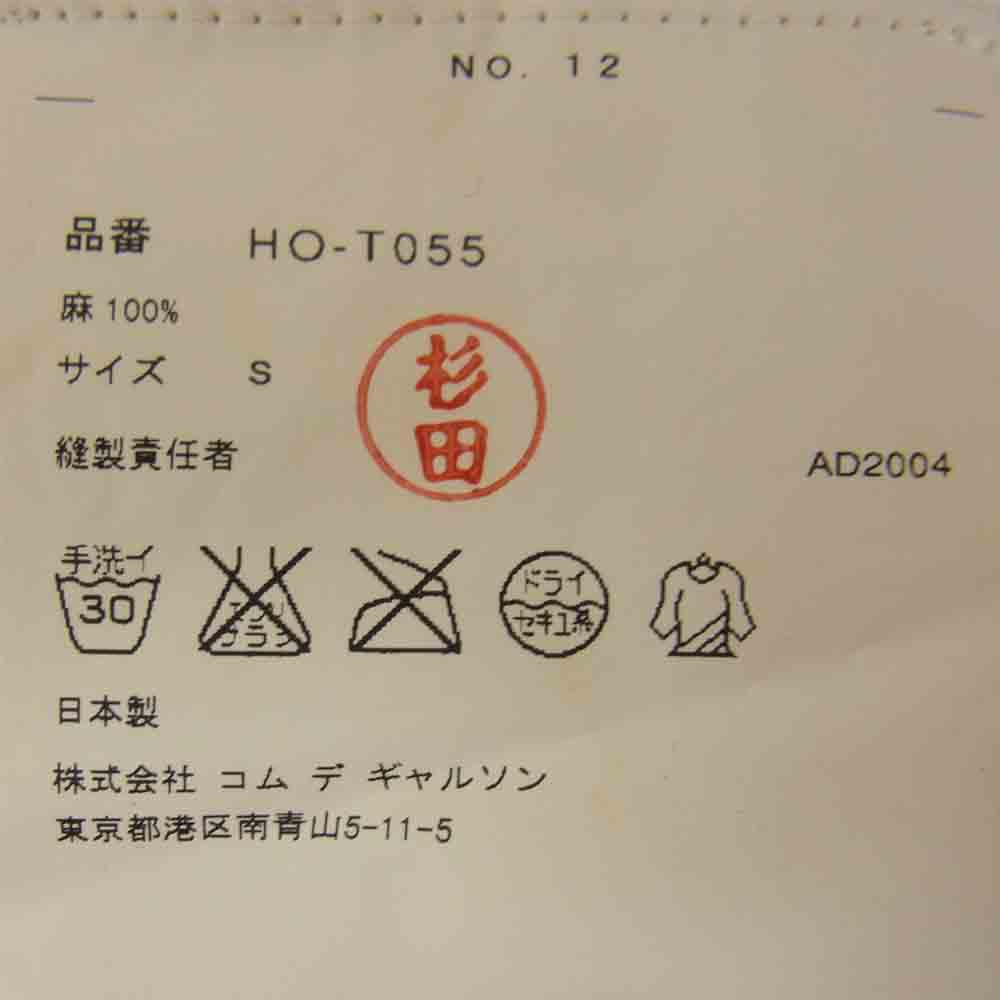 NO. 12
品番 HO-T055
麻 100%
サイズ S
杉田
縫製責任者
AD2004
手洗イ
30
ドライ
セキユ系
日本製
株式会社 コム デ ギャルソン
東京都港区南青山5-11-5